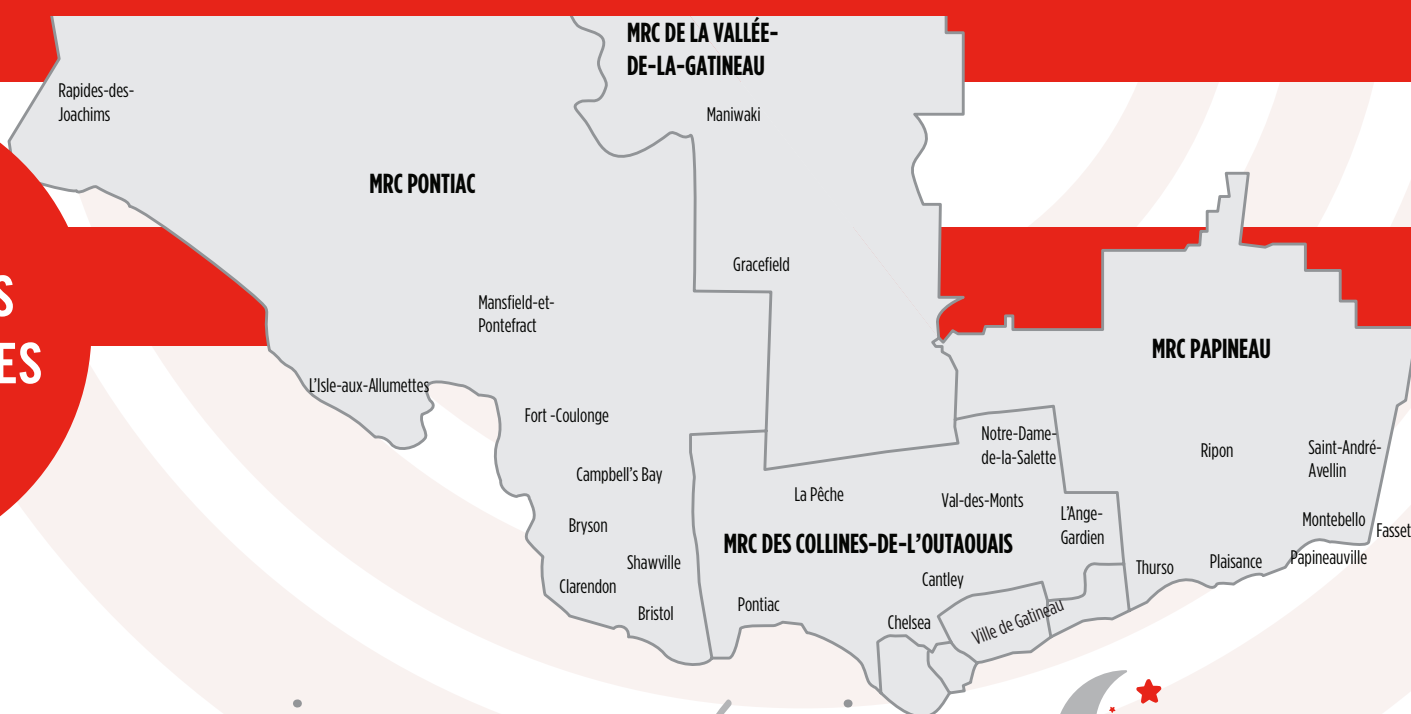 MRC DE LA VALLÉE-
DE-LA-GATINEAU
Rapides-des-
Joachims
Maniwaki
MRC PONTIAC
Gracefield
S
ES
Mansfield-et-
Pontefract
MRC PAPINEAU
L'Isle-aux-Allumettes
Fort -Coulonge
Notre-Dame-
de-la-Salette
Ripon
Saint-André-
Avellin
Campbell's Bay
La Pêche
Val-des-Monts
L'Ange-
Gardien
Bryson
MRC DES COLLINES-DE-L'OUTAOUAIS
Montebello
Fasset
Shawville
Thurso
Plaisance
Papineauville
Clarendon
Cantley
Bristol
Pontiac
Chelsea
Ville de Gatineau